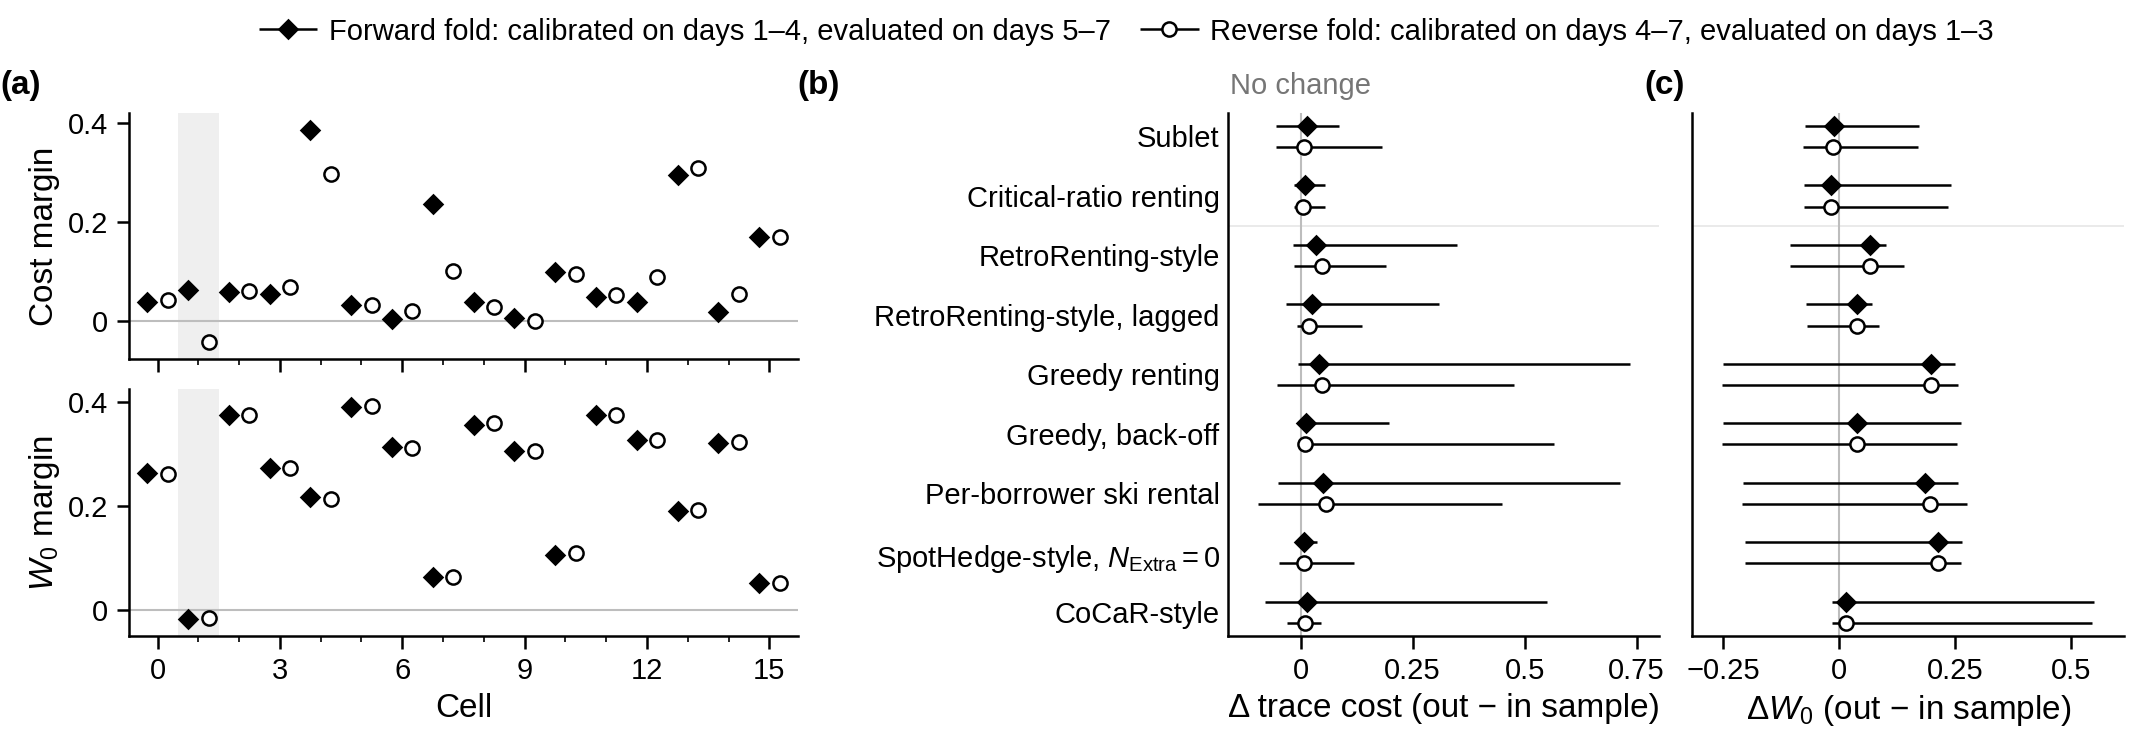 Forward fold: calibrated on days 1–4, evaluated on days 5–7
Reverse fold: calibrated on days 4–7, evaluated on days 1–3
(a)
Cost margin
0.4
0.2
0
W0 margin
0.4
0.2
0
0 3 6 9 12 15
Cell
(b)
No change
Sublet
Critical-ratio renting
RetroRenting-style
RetroRenting-style, lagged
Greedy renting
Greedy, back-off
Per-borrower ski rental
SpotHedge-style, NExtra = 0
CoCaR-style
0 0.25 0.5 0.75
Δ trace cost (out − in sample)
(c)
−0.25 0 0.25 0.5
ΔW0 (out − in sample)